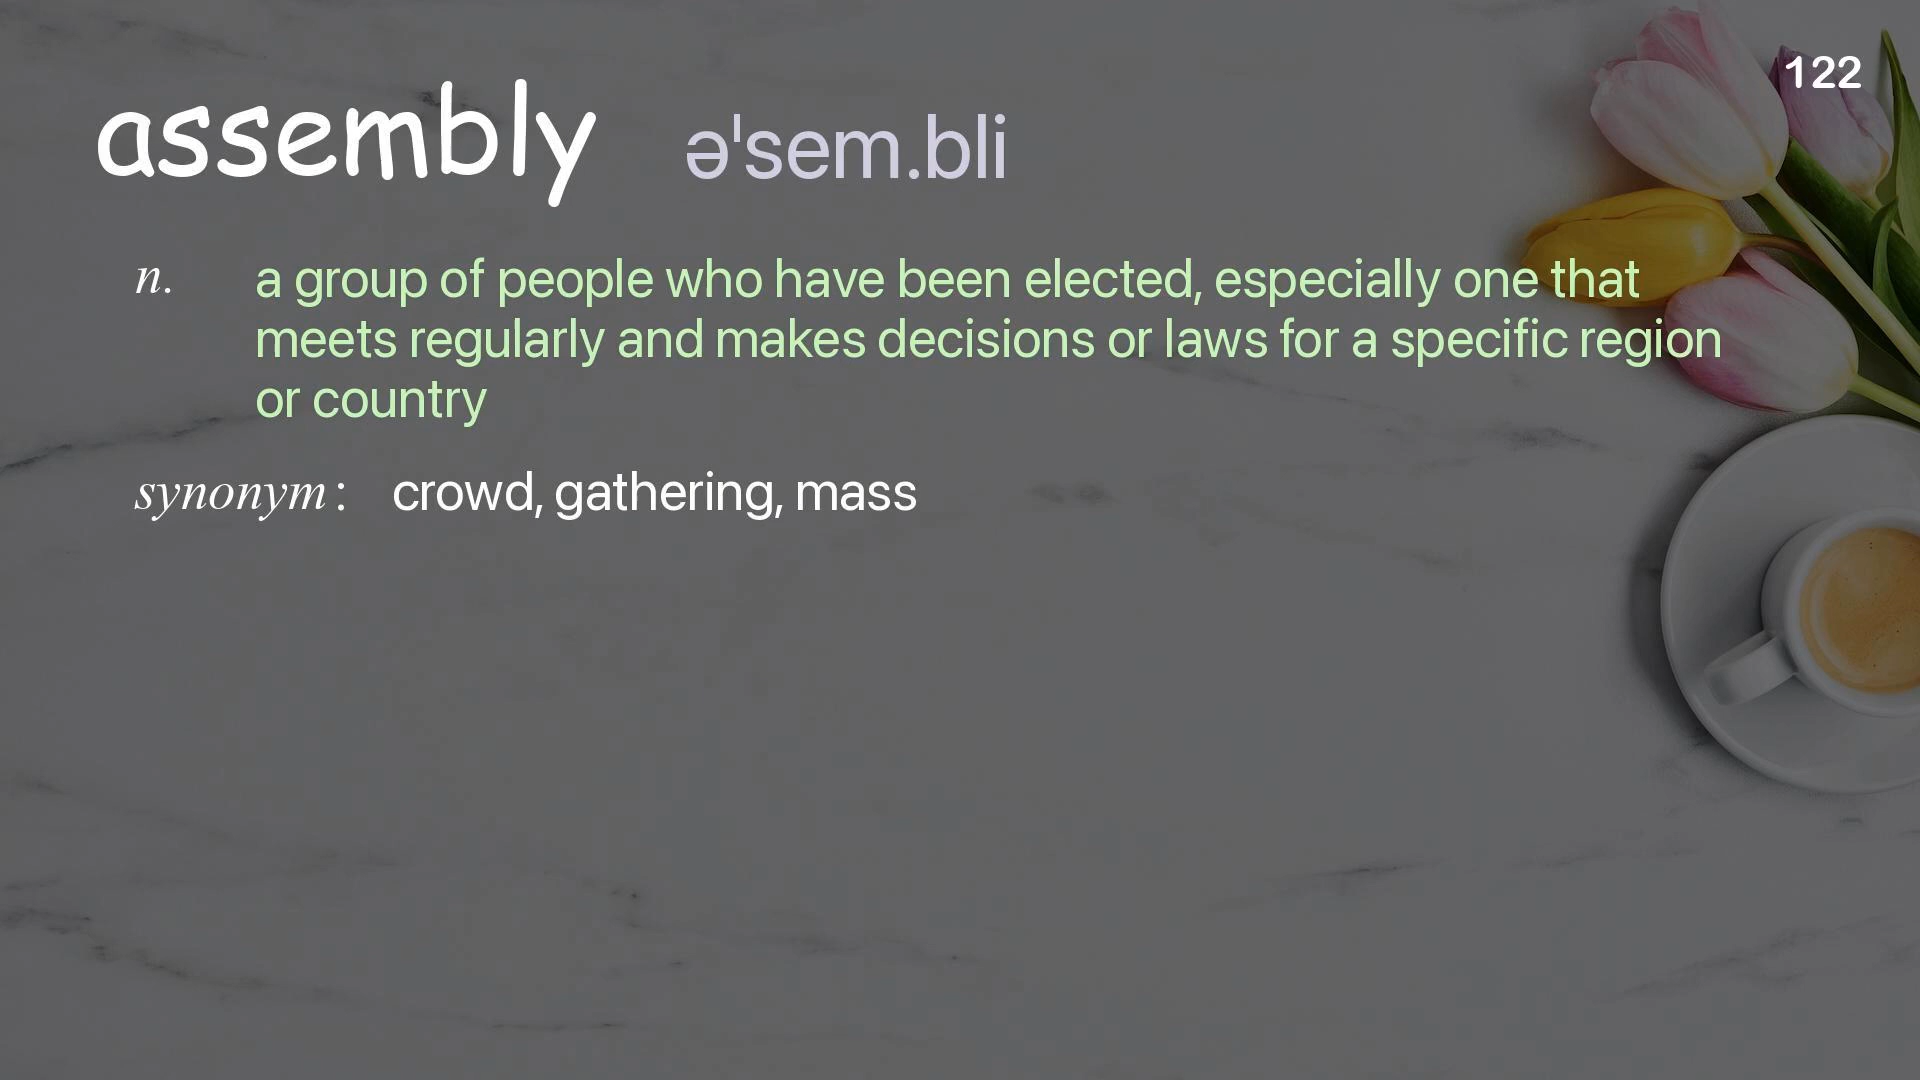 122
assembly əˈsem.bli
n. a group of people who have been elected, especially one that
meets regularly and makes decisions or laws for a specific region
or country
synonym: crowd, gathering, mass